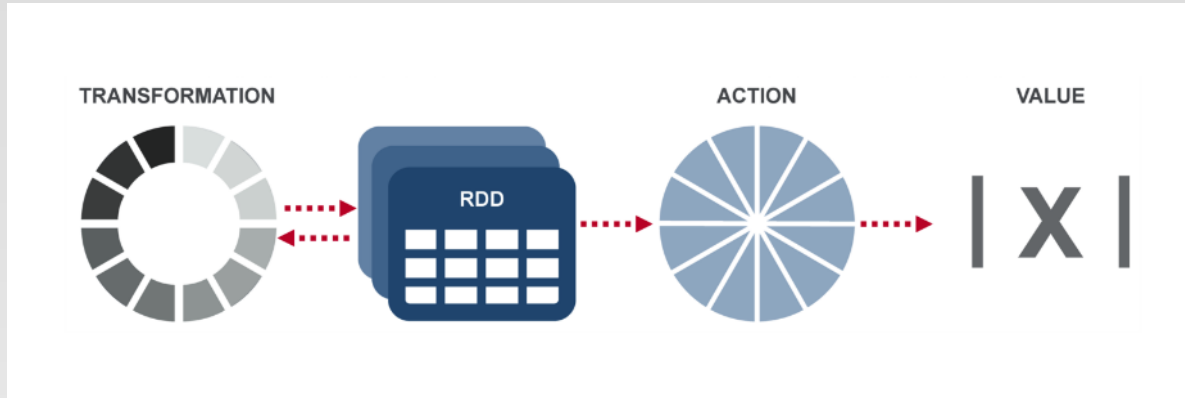 TRANSFORMATION
ACTION
VALUE
RDD
| X |